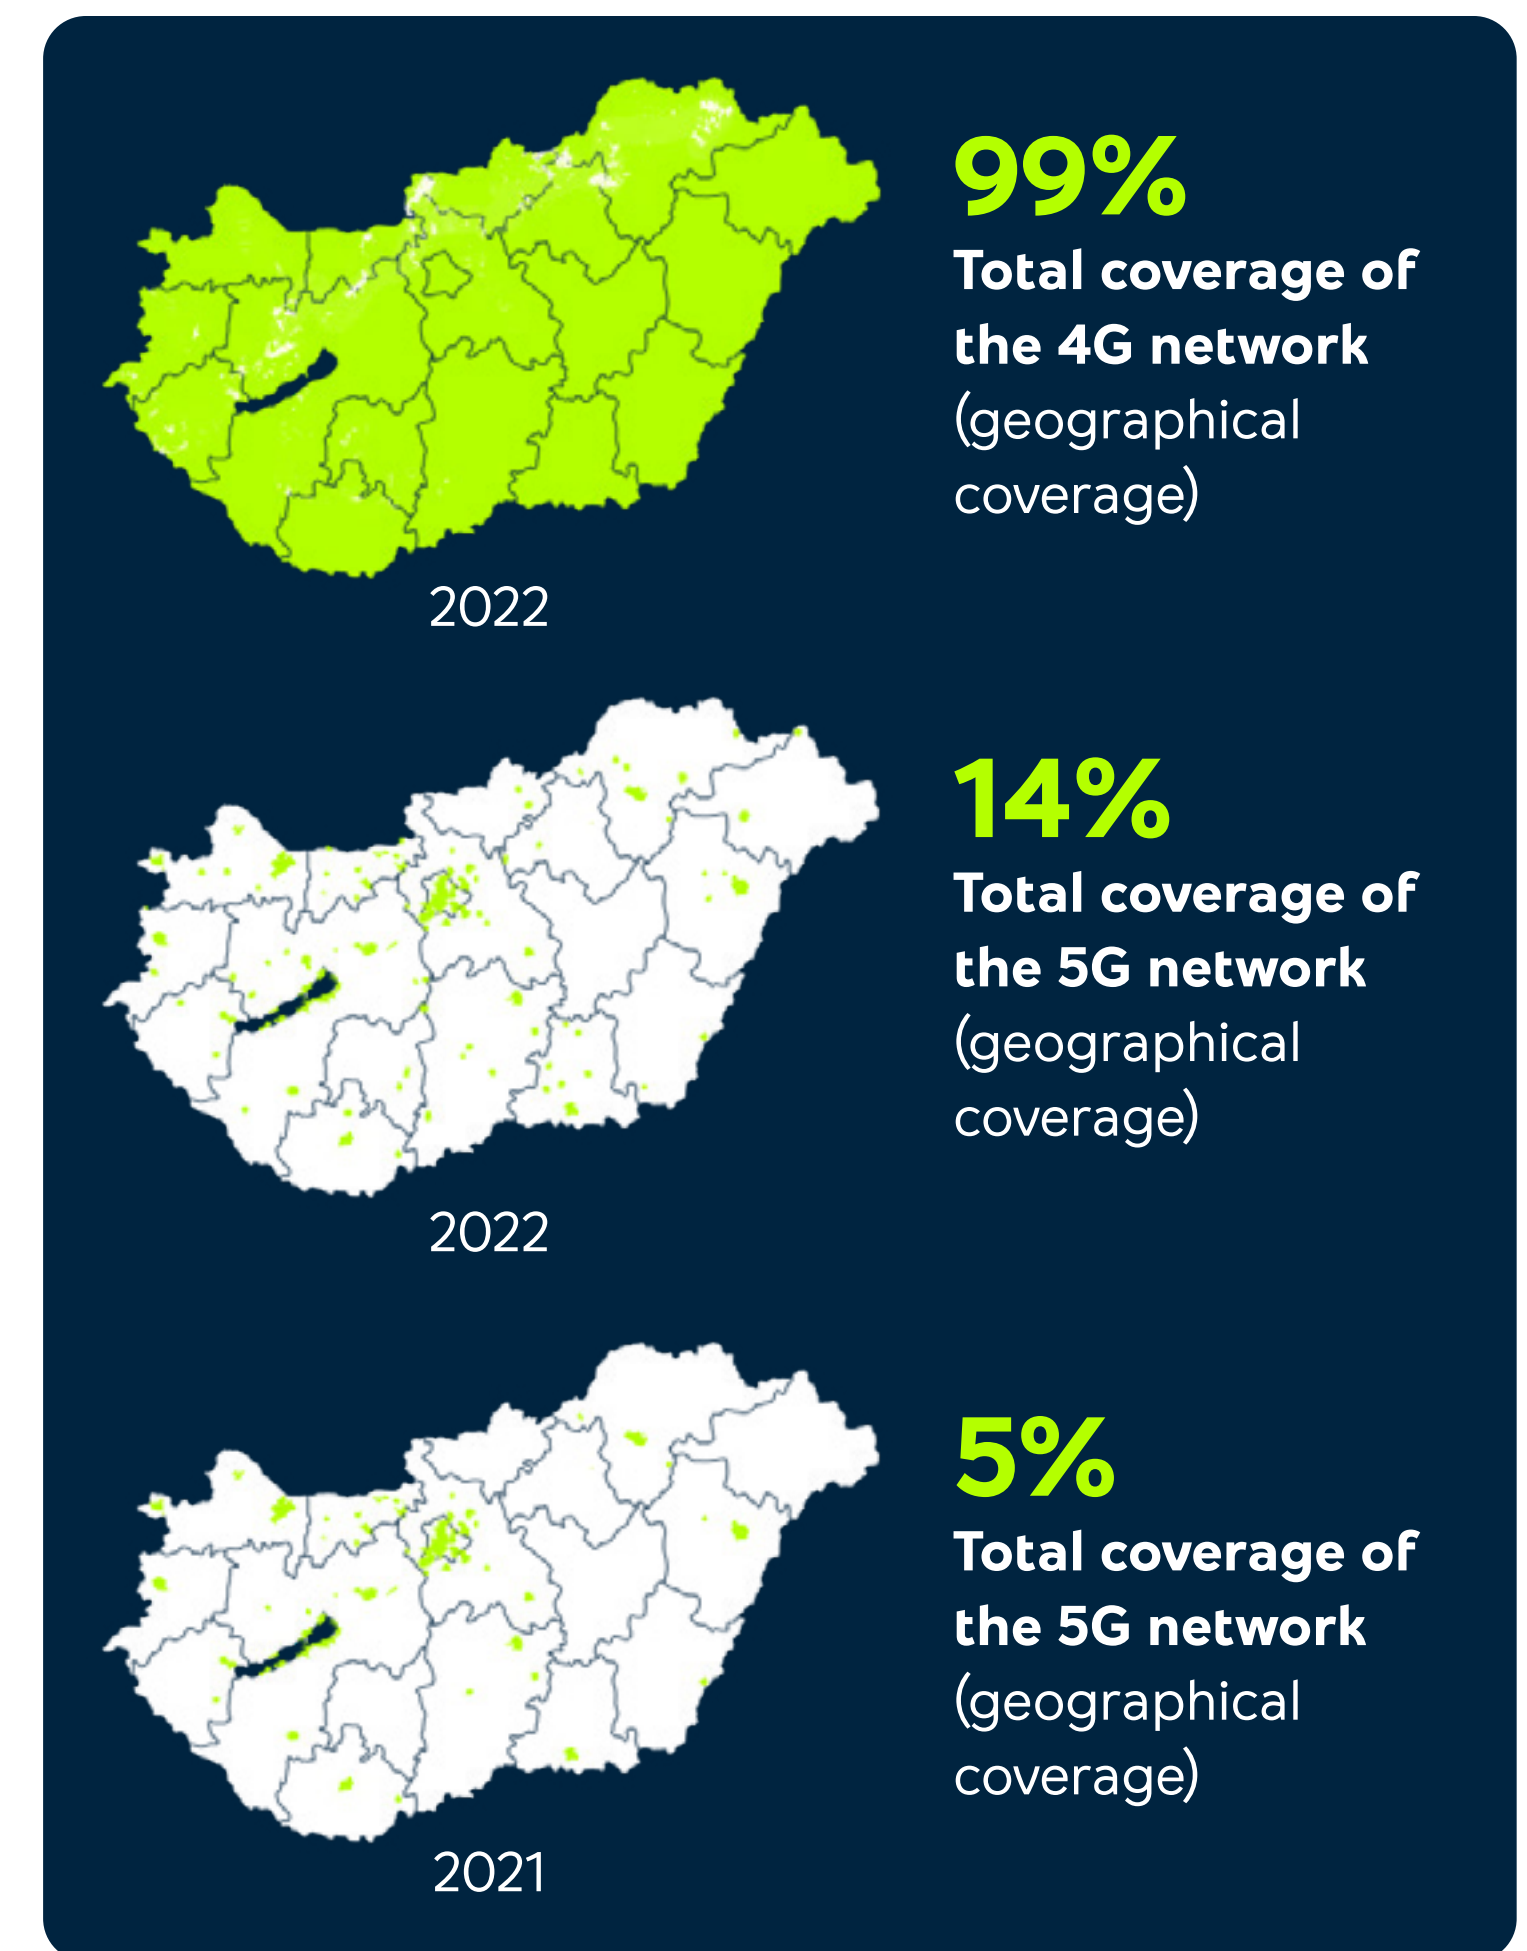 99%
Total coverage of
the 4G network
(geographical
coverage)
2022
14%
Total coverage of
the 5G network
(geographical
coverage)
2022
5%
Total coverage of
the 5G network
(geographical
coverage)
2021